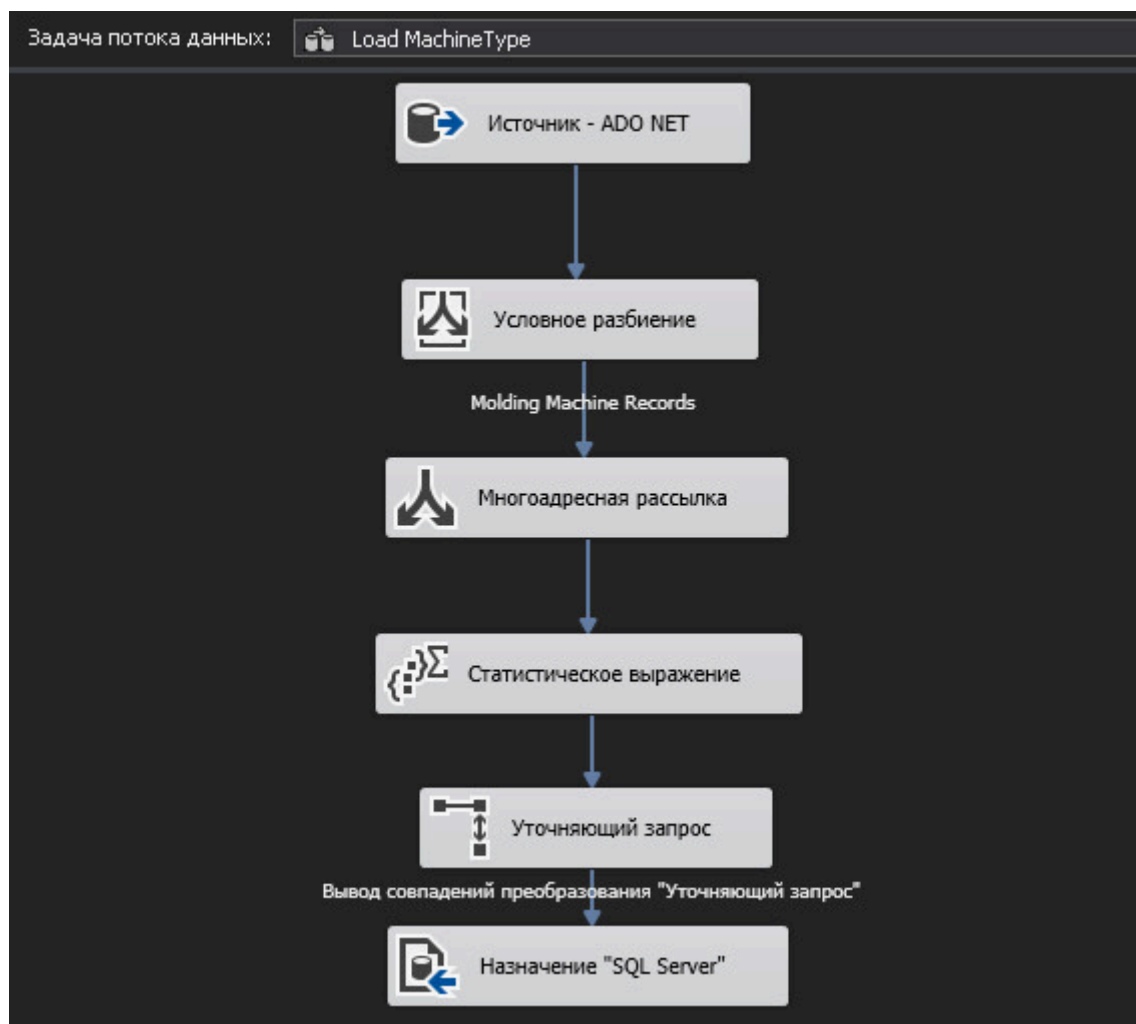 Задача потока данных: Load MachineType
Источник - ADO NET
Условное разбиение
Molding Machine Records
Многоадресная рассылка
Статистическое выражение
Уточняющий запрос
Вывод совпадений преобразования "Уточняющий запрос"
Назначение "SQL Server"